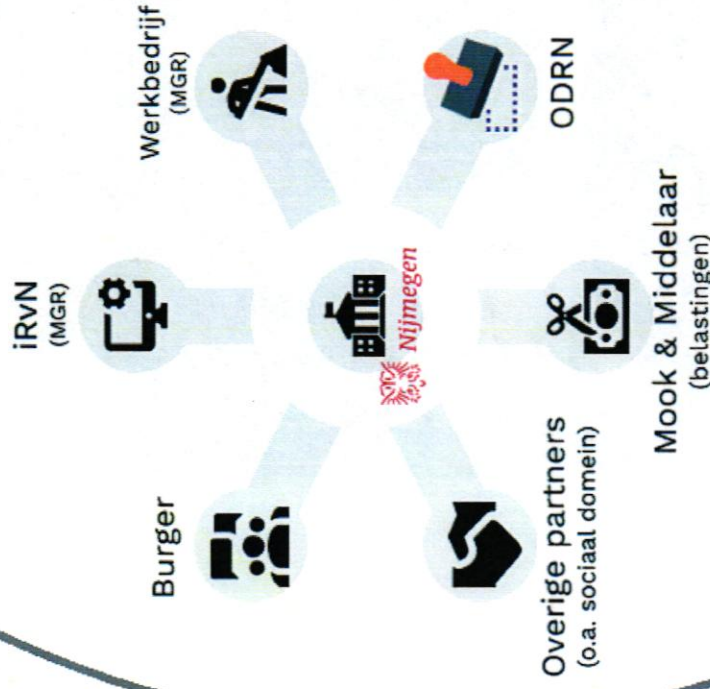 iRvN
(MGR)
Werkbedrijf
(MGR)
ODRN
Mook & Middelaar
(belastingen)
Overige partners
(o.a. sociaal domein)
Burger
Nijmegen